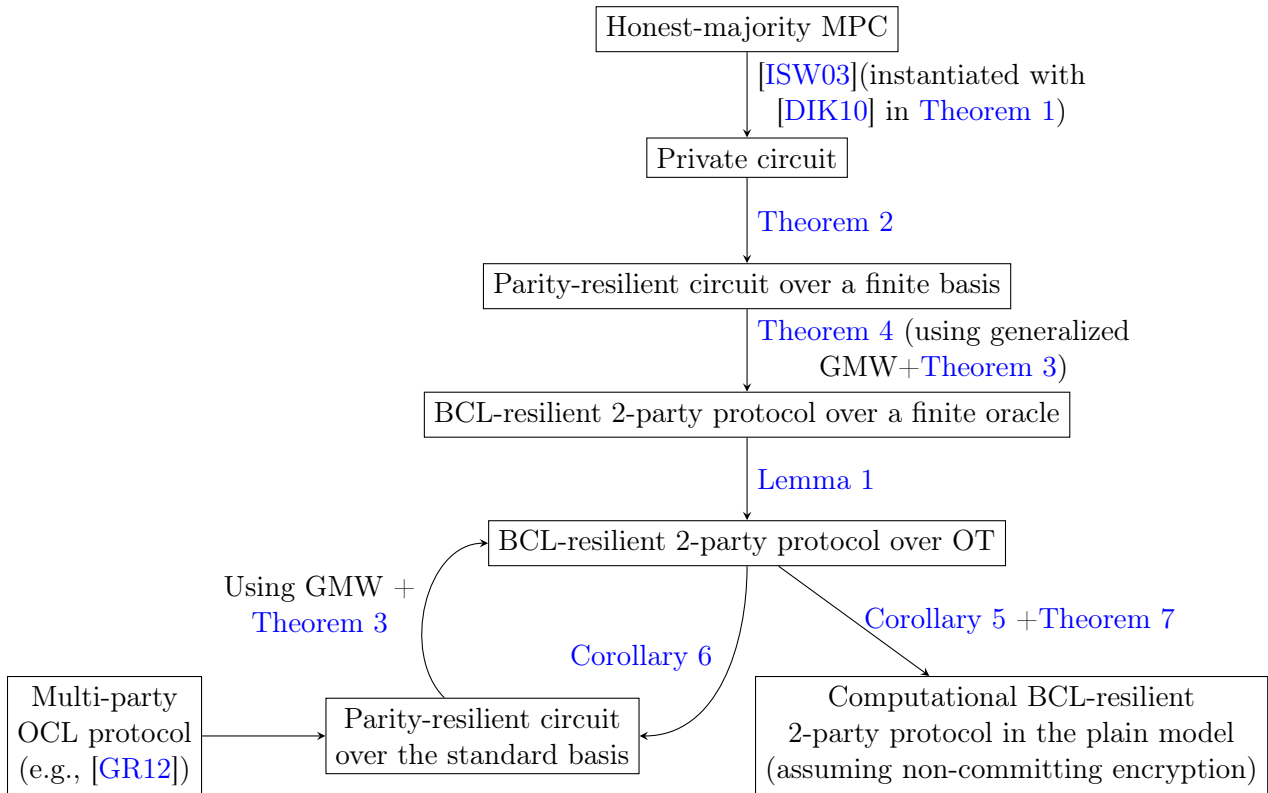 Honest-majority MPC
[ISW03](instantiated with
[DIK10] in Theorem 1)
Private circuit
Theorem 2
Parity-resilient circuit over a finite basis
Theorem 4 (using generalized
GMW+Theorem 3)
BCL-resilient 2-party protocol over a finite oracle
Lemma 1
BCL-resilient 2-party protocol over OT
Using GMW +
Theorem 3
Corollary 6
Corollary 5 +Theorem 7
Multi-party
OCL protocol
(e.g., [GR12])
Parity-resilient circuit
over the standard basis
Computational BCL-resilient
2-party protocol in the plain model
(assuming non-committing encryption)